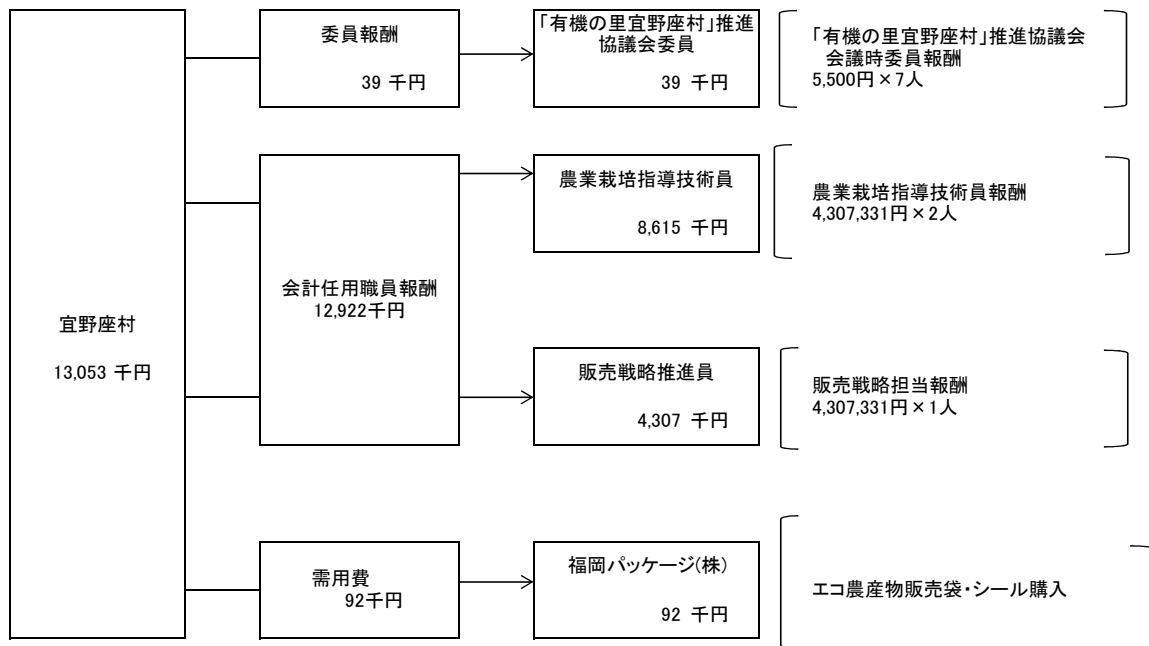 委員報酬
39 千円
「有機の里宜野座村」推進
協議会委員
39 千円
「有機の里宜野座村」推進協議会
会議時委員報酬
5,500円×7人
農業栽培指導技術員
8,615 千円
農業栽培指導技術員報酬
4,307,331円×2人
会計任用職員報酬
12,922千円
宜野座村
13,053 千円
販売戦略推進員
4,307 千円
販売戦略担当報酬
4,307,331円×1人
需用費
92千円
福岡パッケージ(株)
92 千円
エコ農産物販売袋・シール購入